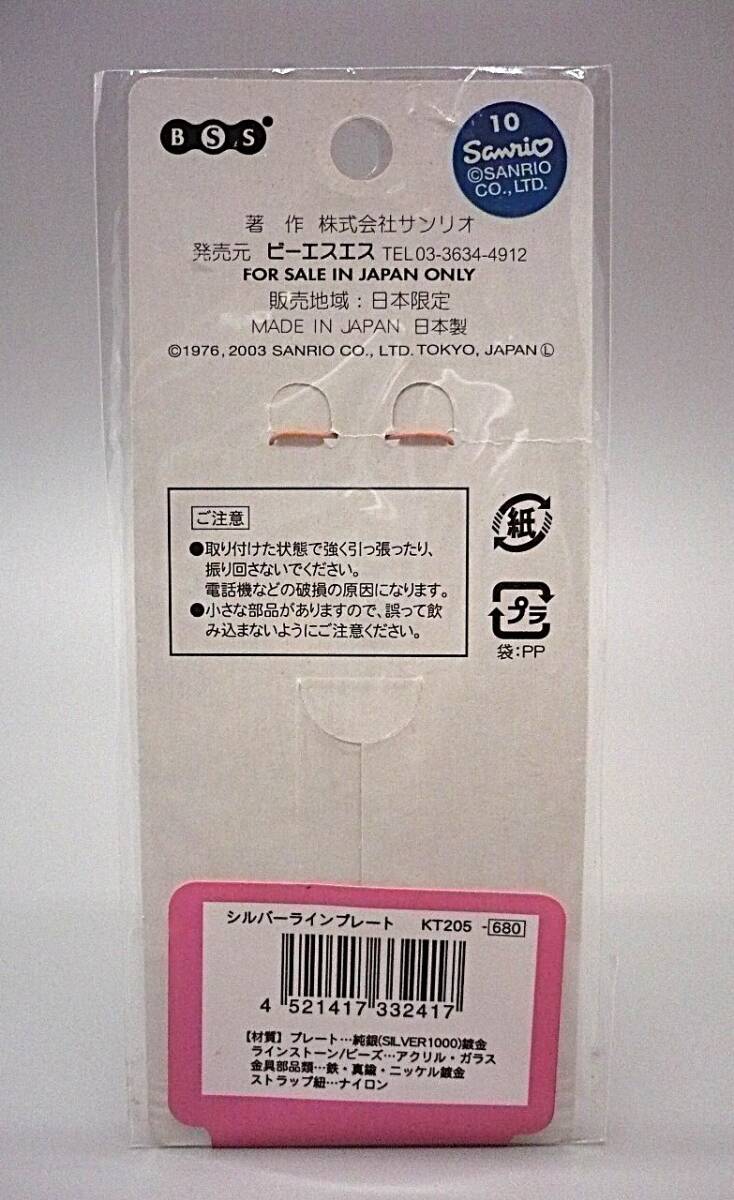 BSS
10
Sanrio
©SANRIO
CO., LTD.
著 作 株式会社サンリオ
発売元 ビーエスエス TEL03-3634-4912
FOR SALE IN JAPAN ONLY
販売地域：日本限定
MADE IN JAPAN 日本製
©1976, 2003 SANRIO CO., LTD. TOKYO, JAPAN Ⓛ
ご注意
●取り付けた状態で強く引っ張ったり、
振り回さないでください。
電話機などの破損の原因になります。
●小さな部品がありますので、誤って飲
み込まないようにご注意ください。
紙
プラ
袋：PP
シルバーラインプレート KT205 -680
4 521417 332417
【材質】プレート…純銀(SILVER1000)鍍金
ラインストーン/ビーズ…アクリル・ガラス
金具部品類…鉄・真鍮・ニッケル鍍金
ストラップ紐…ナイロン